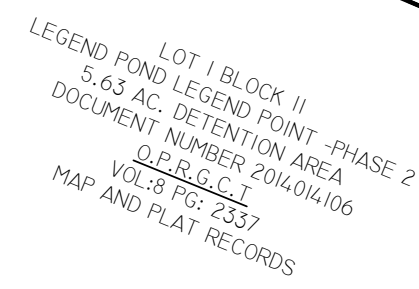 LOT 1 BLOCK 11
LEGEND POND LEGEND POINT -PHASE 2
5.63 AC. DETENTION AREA
DOCUMENT NUMBER 2014014106
O.P.R.G.C.T
VOL:8 PG: 2337
MAP AND PLAT RECORDS